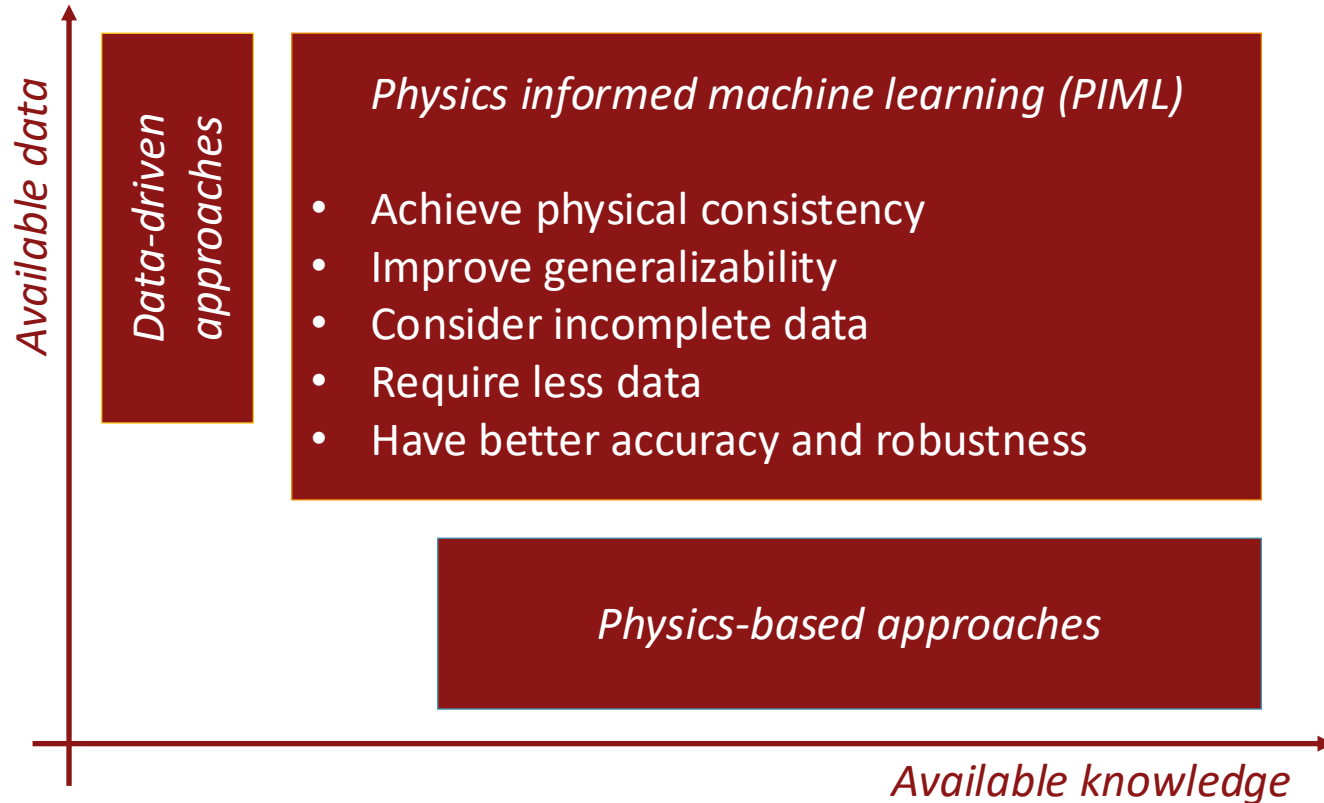 Available data
Data-driven
approaches
Physics informed machine learning (PIML)
• Achieve physical consistency
• Improve generalizability
• Consider incomplete data
• Require less data
• Have better accuracy and robustness
Physics-based approaches
Available knowledge